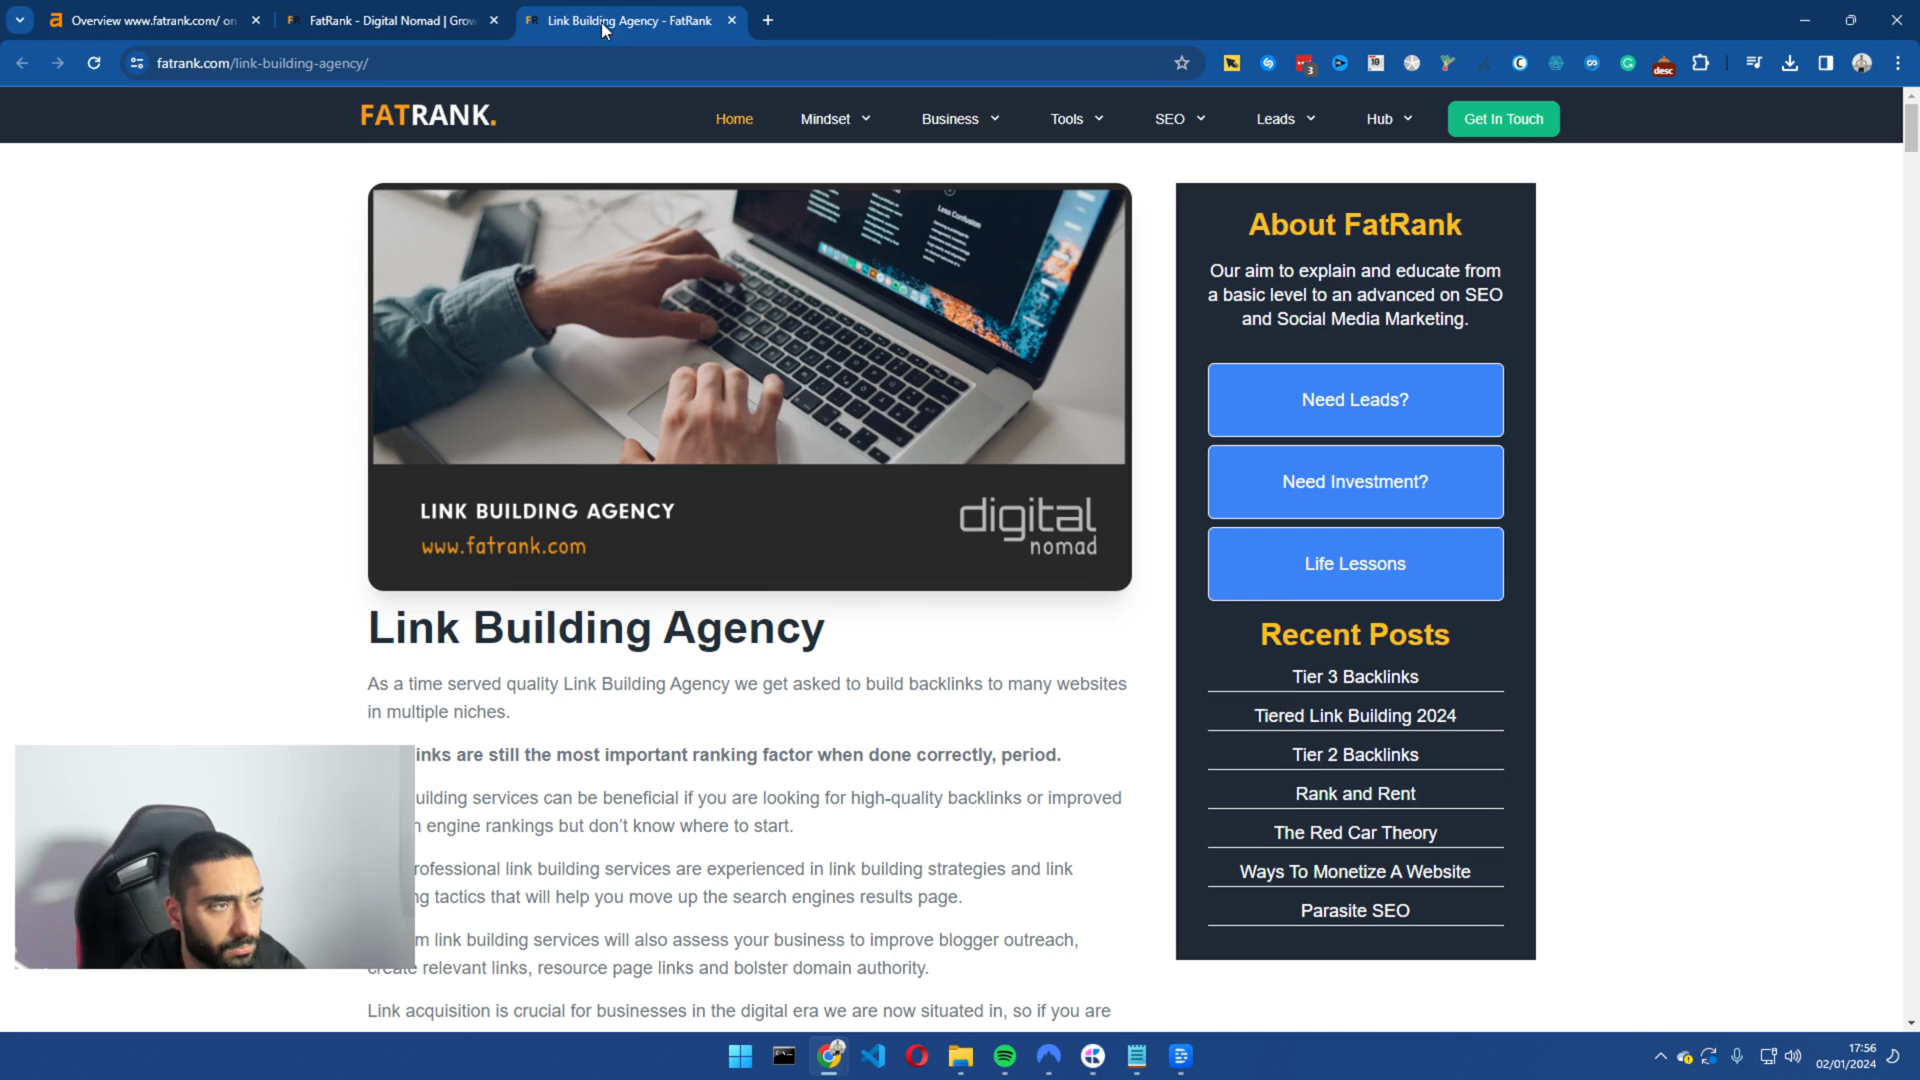 Overview www.fatrank.com/ on
FatRank - Digital Nomad | Grow
Link Building Agency - FatRank
fatrank.com/link-building-agency/
3
10
desc
FATRANK.
Home
Mindset
Business
Tools
SEO
Leads
Hub
Get In Touch
Less Confusion
LINK BUILDING AGENCY
www.fatrank.com
digital
nomad
Link Building Agency
As a time served quality Link Building Agency we get asked to build backlinks to many websites
in multiple niches.
inks are still the most important ranking factor when done correctly, period.
uilding services can be beneficial if you are looking for high-quality backlinks or improved
engine rankings but don't know where to start.
rofessional link building services are experienced in link building strategies and link
ng tactics that will help you move up the search engines results page.
m link building services will also assess your business to improve blogger outreach,
create relevant links, resource page links and bolster domain authority.
Link acquisition is crucial for businesses in the digital era we are now situated in, so if you are
About FatRank
Our aim to explain and educate from
a basic level to an advanced on SEO
and Social Media Marketing.
Need Leads?
Need Investment?
Life Lessons
Recent Posts
Tier 3 Backlinks
Tiered Link Building 2024
Tier 2 Backlinks
Rank and Rent
The Red Car Theory
Ways To Monetize A Website
Parasite SEO
17:56
02/01/2024